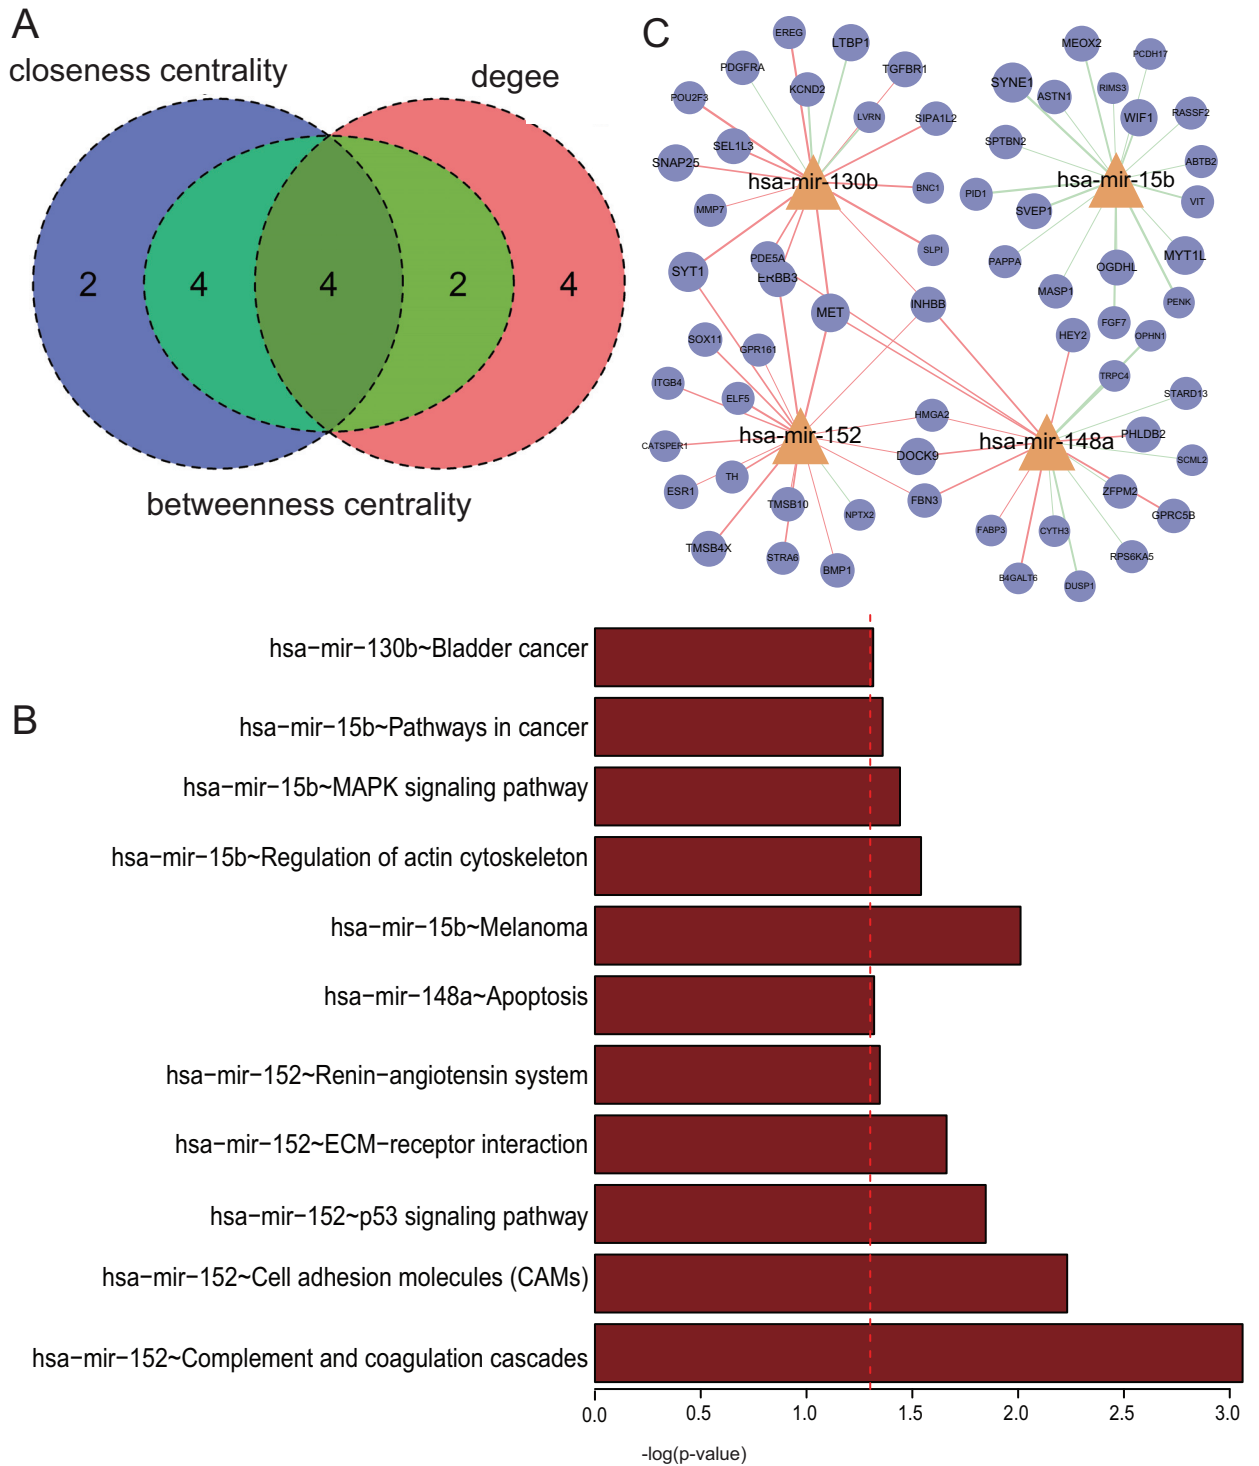 A
closeness centrality
degee
2
4
4
2
4
betweenness centrality
C
EREG
LTBP1
PDGFRA
TGFBR1
KCND2
POU2F3
LVRN
SIPA1L2
SEL1L3
SNAP25
hsa-mir-130b
BNC1
MMP7
SLPI
PDE5A
SYT1
ERBB3
INHBB
MET
MEOX2
PCDH17
SYNE1
RIMS3
ASTN1
WIF1
RASSF2
SPTBN2
ABTB2
hsa-mir-15b
PID1
VIT
SVEP1
MYT1L
PAPPA
OGDHL
MASP1
PENK
FGF7
HEY2
OPHN1
SOX11
GPR161
ITGB4
ELF5
TRPC4
STARD13
HMGA2
hsa-mir-152
hsa-mir-148a
PHLDB2
CATSPER1
DOCK9
SCML2
TH
ESR1
ZFPM2
FBN3
TMSB10
NPTX2
GPRC5B
FABP3
CYTH3
TMSB4X
STRA6
RPS6KA5
BMP1
B4GALT6
DUSP1
B
hsa−mir−130b~Bladder cancer
hsa−mir−15b~Pathways in cancer
hsa−mir−15b~MAPK signaling pathway
hsa−mir−15b~Regulation of actin cytoskeleton
hsa−mir−15b~Melanoma
hsa−mir−148a~Apoptosis
hsa−mir−152~Renin−angiotensin system
hsa−mir−152~ECM−receptor interaction
hsa−mir−152~p53 signaling pathway
hsa−mir−152~Cell adhesion molecules (CAMs)
hsa−mir−152~Complement and coagulation cascades
0.0 0.5 1.0 1.5 2.0 2.5 3.0
-log(p-value)